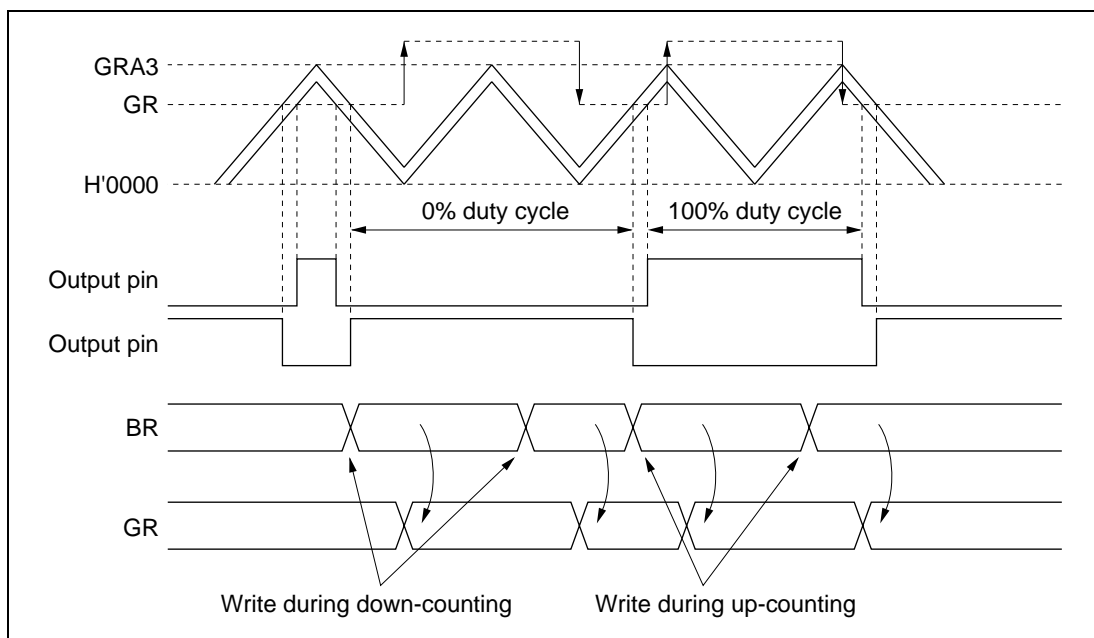 GRA3
GR
H'0000
0% duty cycle
100% duty cycle
Output pin
Output pin
BR
GR
Write during down-counting
Write during up-counting